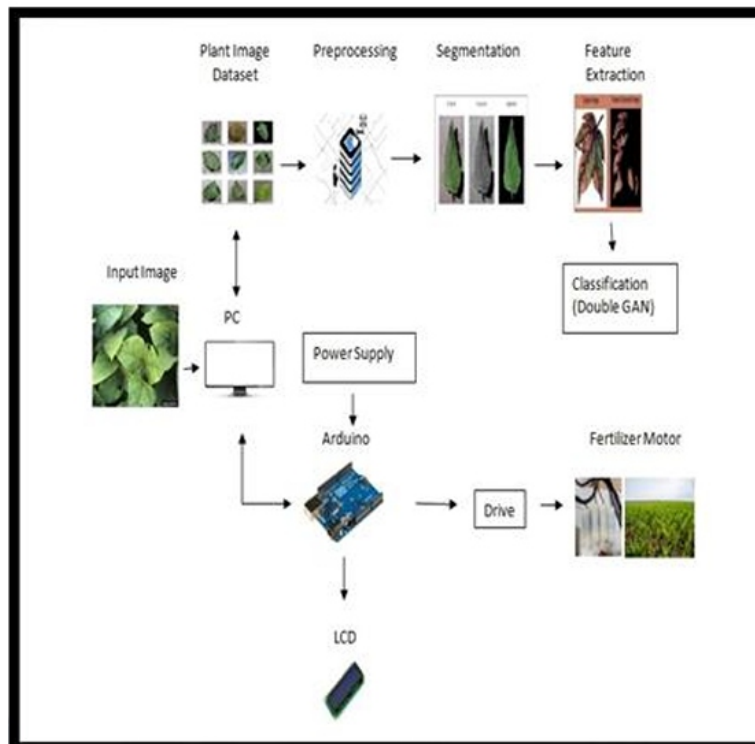 Plant Image
Dataset
Preprocessing
Segmentation
Feature
Extraction
Input Image
PC
Classification
(Double GAN)
Power Supply
Arduino
Fertilizer Motor
Drive
LCD